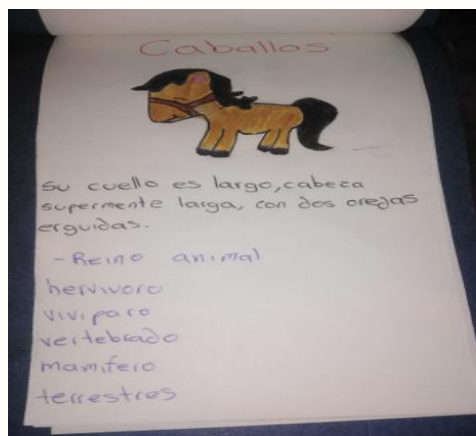 Caballos
Su cuello es largo, cabeza
supermente larga, con dos orejas
erguidas.
- Reino animal
hervivoro
viviparo
vertebrado
mamifero
terrestres